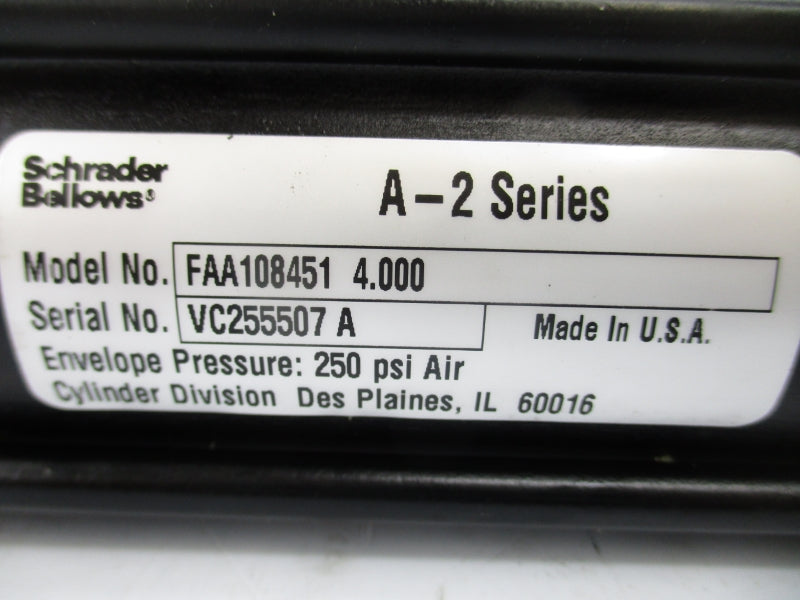 Schrader
Bellows®
A-2 Series
Model No. FAA108451 4.000
Serial No. VC255507 A
Made In U.S.A.
Envelope Pressure: 250 psi Air
Cylinder Division Des Plaines, IL 60016